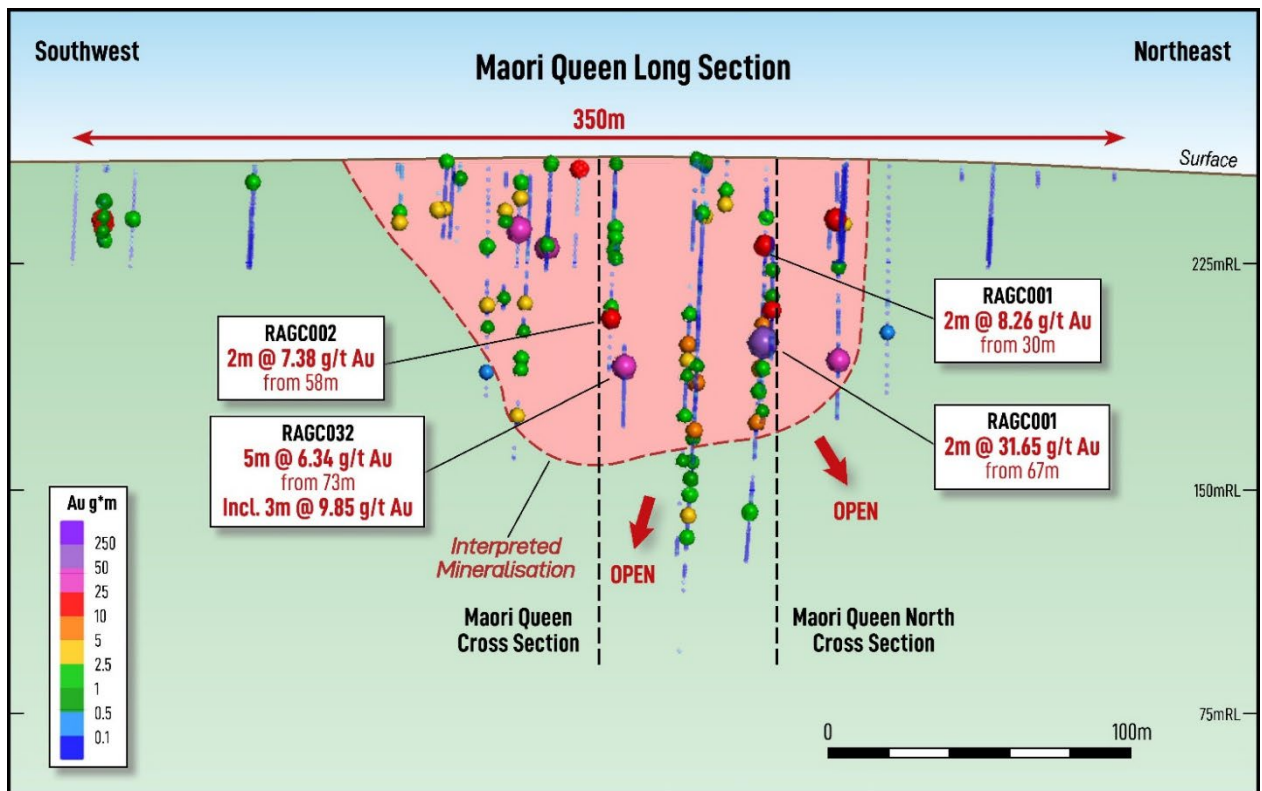 Southwest
Maori Queen Long Section
Northeast
350m
Surface
225mRL
RAGC001
2m @ 8.26 g/t Au
from 30m
RAGC002
2m @ 7.38 g/t Au
from 58m
RAGC032
5m @ 6.34 g/t Au
from 73m
Incl. 3m @ 9.85 g/t Au
RAGC001
2m @ 31.65 g/t Au
from 67m
150mRL
OPEN
OPEN
Interpreted
Mineralisation
Maori Queen
Cross Section
Maori Queen North
Cross Section
Au g*m
250
50
25
10
5
2.5
1
0.5
0.1
75mRL
0
100m